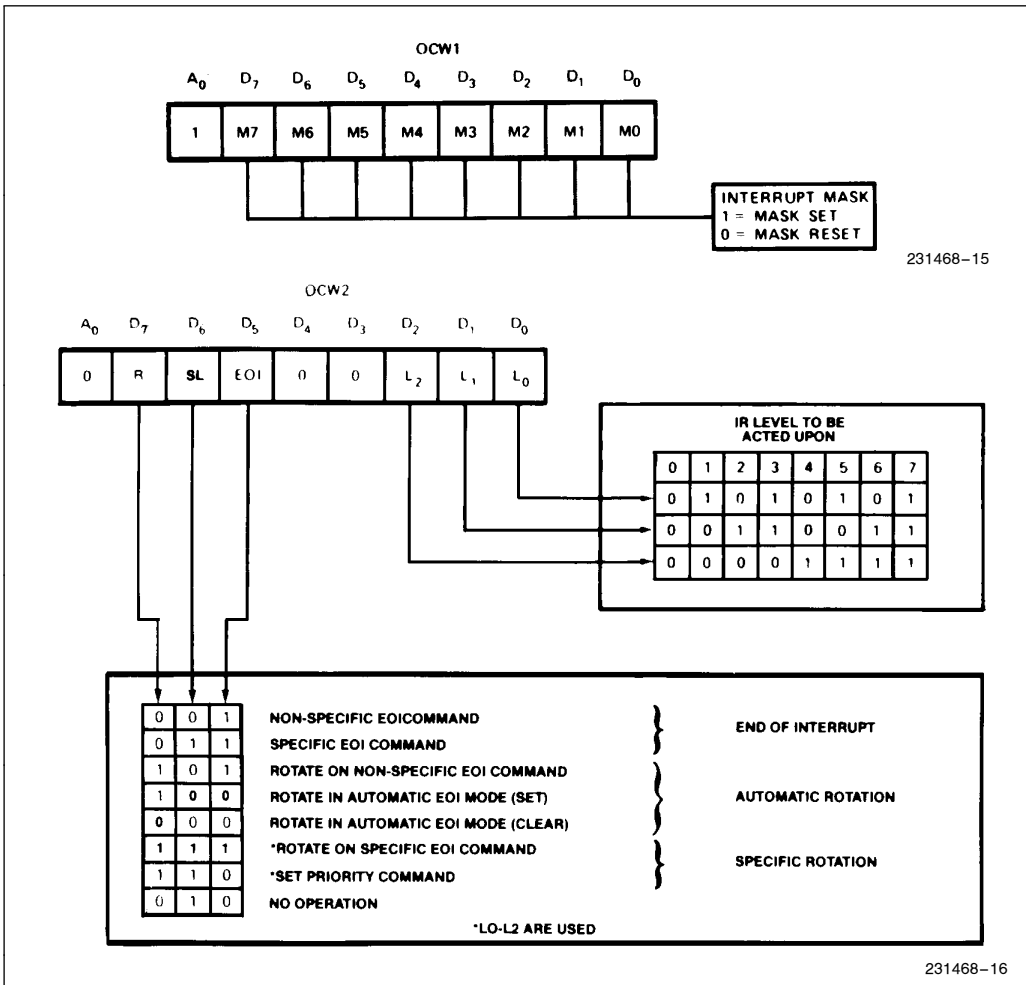 OCW1
A0 D7 D6 D5 D4 D3 D2 D1 D0
1 M7 M6 M5 M4 M3 M2 M1 M0
INTERRUPT MASK
1 = MASK SET
0 = MASK RESET
231468–15
OCW2
A0 D7 D6 D5 D4 D3 D2 D1 D0
0 R SL EOI 0 0 L2 L1 L0
IR LEVEL TO BE
ACTED UPON
0 1 2 3 4 5 6 7
0 1 0 1 0 1 0 1
0 0 1 1 0 0 1 1
0 0 0 0 1 1 1 1
0 0 1 NON-SPECIFIC EOICOMMAND
END OF INTERRUPT
0 1 1 SPECIFIC EOI COMMAND
1 0 1 ROTATE ON NON-SPECIFIC EOI COMMAND
1 0 0 ROTATE IN AUTOMATIC EOI MODE (SET)
AUTOMATIC ROTATION
0 0 0 ROTATE IN AUTOMATIC EOI MODE (CLEAR)
1 1 1 *ROTATE ON SPECIFIC EOI COMMAND
SPECIFIC ROTATION
1 1 0 *SET PRIORITY COMMAND
0 1 0 NO OPERATION
*LO-L2 ARE USED
231468–16